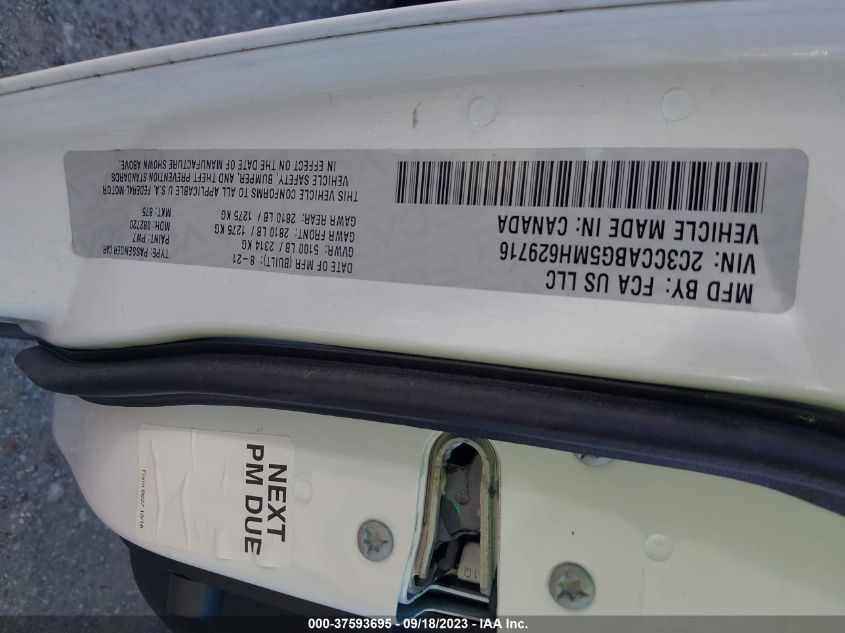 MFD BY: FCA US LLC
VIN: 2C3CCABG5MH629716
VEHICLE MADE IN: CANADA
DATE OF MFR (BUILT): 8-21
GVWR: 5100 LB / 2314 KG
GAWR FRONT: 2810 LB / 1275 KG
GAWR REAR: 2810 LB / 1275 KG
TYPE: PASSENGER CAR
PAINT: PW7
MDH: 082720
MKT: 875
THIS VEHICLE CONFORMS TO ALL APPLICABLE U.S.A. FEDERAL MOTOR
VEHICLE SAFETY, BUMPER, AND THEFT PREVENTION STANDARDS
IN EFFECT ON THE DATE OF MANUFACTURE SHOWN ABOVE.
NEXT
PM DUE
000-37593695 - 09/18/2023 - IAA Inc.